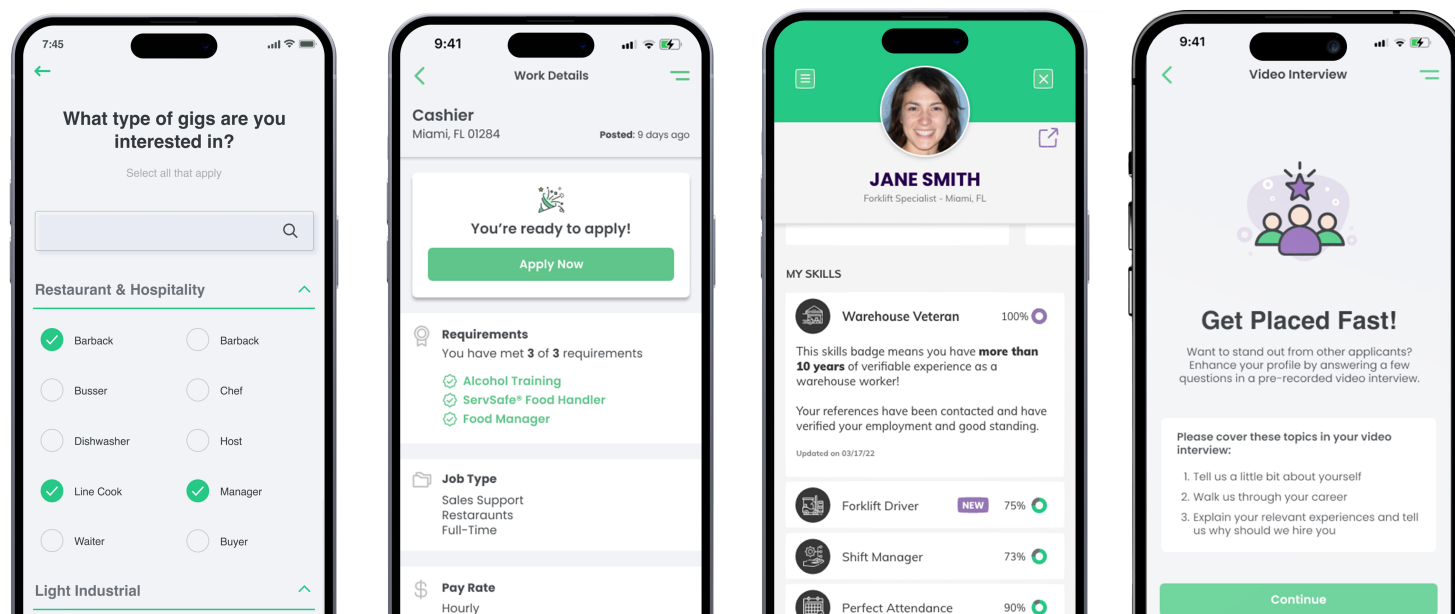 7:45
What type of gigs are you
interested in?
Select all that apply
Restaurant & Hospitality
Barback
Barback
Busser
Chef
Dishwasher
Host
Line Cook
Manager
Waiter
Buyer
Light Industrial
9:41
Work Details
Cashier
Miami, FL 01284
Posted: 9 days ago
You're ready to apply!
Apply Now
Requirements
You have met 3 of 3 requirements
Alcohol Training
ServSafe® Food Handler
Food Manager
Job Type
Sales Support
Restaraunts
Full-Time
Pay Rate
Hourly
JANE SMITH
Forklift Specialist - Miami, FL
MY SKILLS
Warehouse Veteran 100%
This skills badge means you have more than
10 years of verifiable experience as a
warehouse worker!
Your references have been contacted and have
verified your employment and good standing.
Updated on 03/17/22
Forklift Driver NEW 75%
Shift Manager 73%
Perfect Attendance 90%
9:41
Video Interview
Get Placed Fast!
Want to stand out from other applicants?
Enhance your profile by answering a few
questions in a pre-recorded video interview.
Please cover these topics in your video
interview:
1. Tell us a little bit about yourself
2. Walk us through your career
3. Explain your relevant experiences and tell
us why should we hire you
Continue